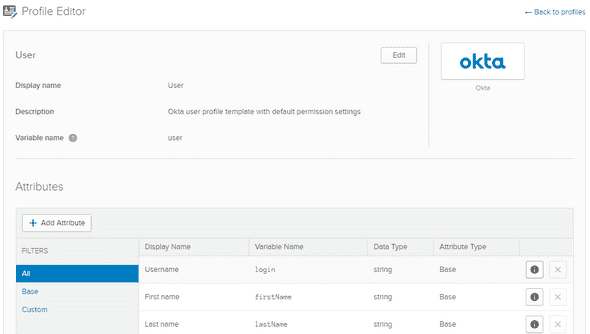 Profile Editor
← Back to profiles
User
Edit
okta
Okta
Display name User
Description Okta user profile template with default permission settings
Variable name ? user
Attributes
+ Add Attribute
FILTERS
Display Name Variable Name Data Type Attribute Type
All
Username login string Base
Base
First name firstName string Base
Custom
Last name lastName string Base